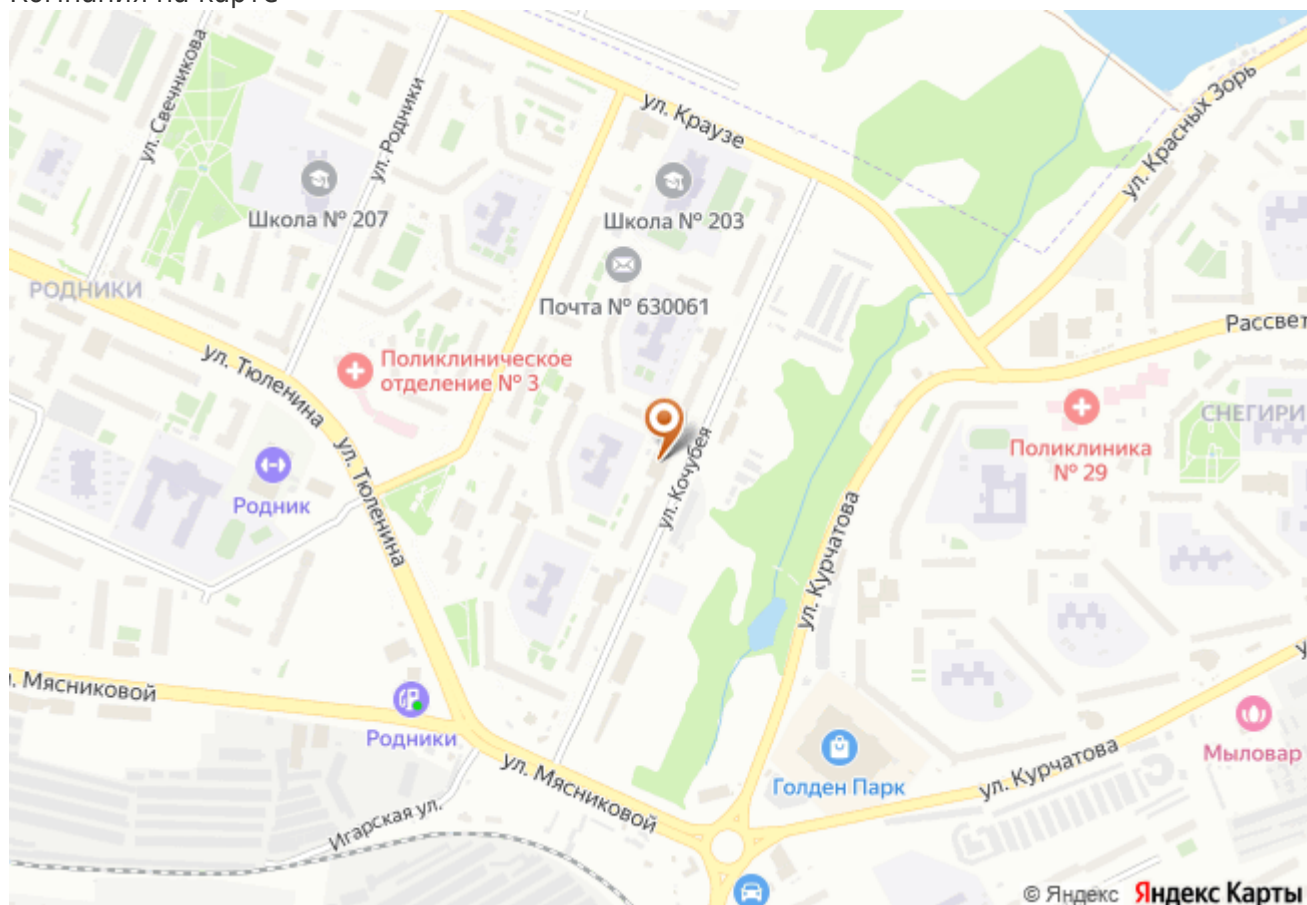 ул. Свечникова
ул. Родники
ул. Краузе
ул. Красных Зорь
Школа № 207
Школа № 203
РОДНИКИ
Почта № 630061
Рассвет
ул. Тюленина
Поликлиническое
отделение № 3
СНЕГИРИ
Поликлиника
№ 29
ул. Тюленина
Родник
ул. Кочубея
ул. Курчатова
. Мясниковой
Родники
ул. Мясниковой
Голден Парк
ул. Курчатова
Мыловар
Игарская ул.
© Яндекс Яндекс Карты